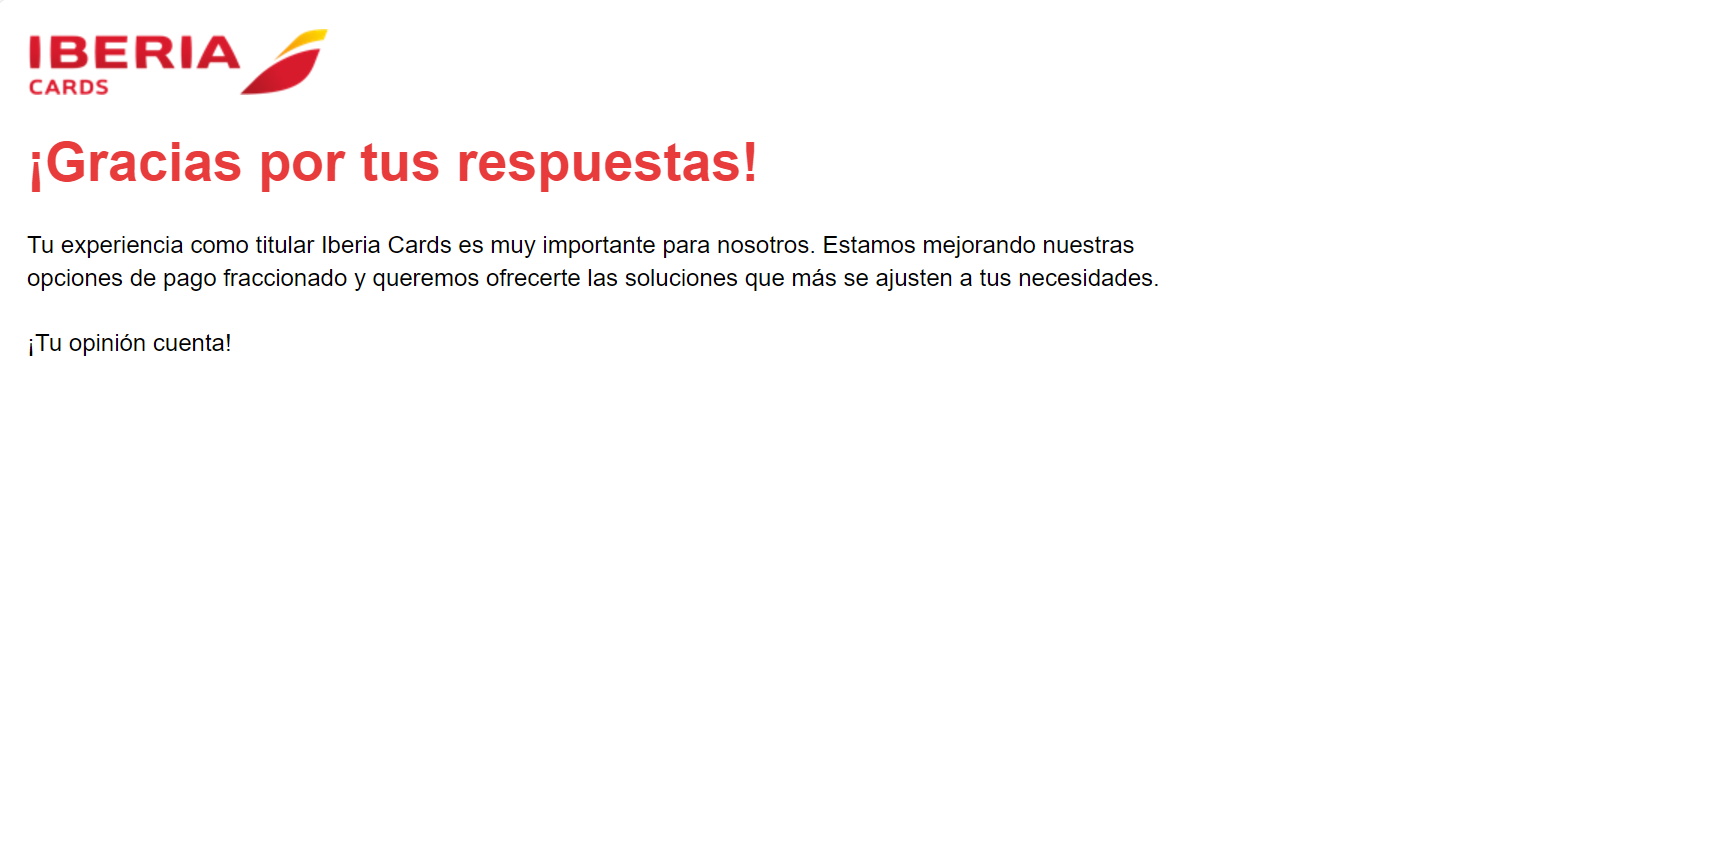 IBERIA
CARDS
¡Gracias por tus respuestas!
Tu experiencia como titular Iberia Cards es muy importante para nosotros. Estamos mejorando nuestras
opciones de pago fraccionado y queremos ofrecerte las soluciones que más se ajusten a tus necesidades.
¡Tu opinión cuenta!